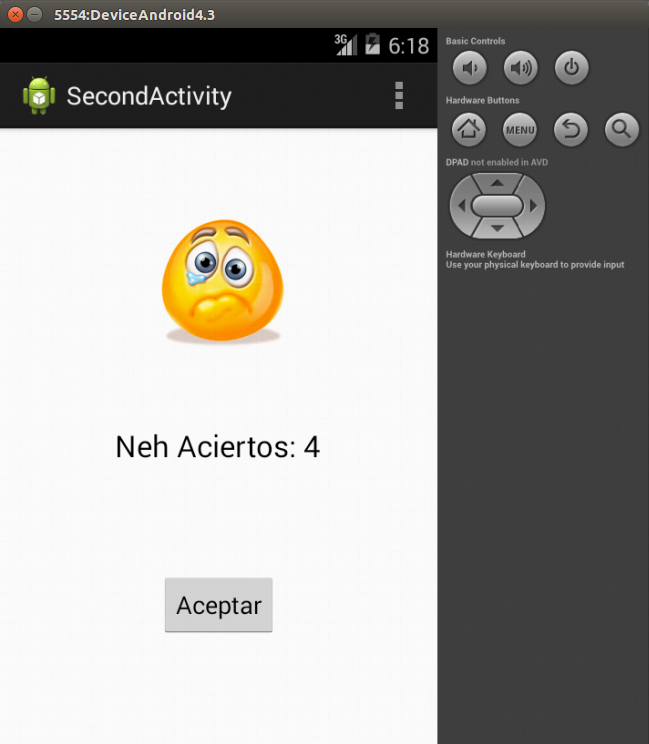 5554:DeviceAndroid4.3
3G 6:18
SecondActivity
Neh Aciertos: 4
Aceptar
Basic Controls
Hardware Buttons
MENU
DPAD not enabled in AVD
Hardware Keyboard
Use your physical keyboard to provide input